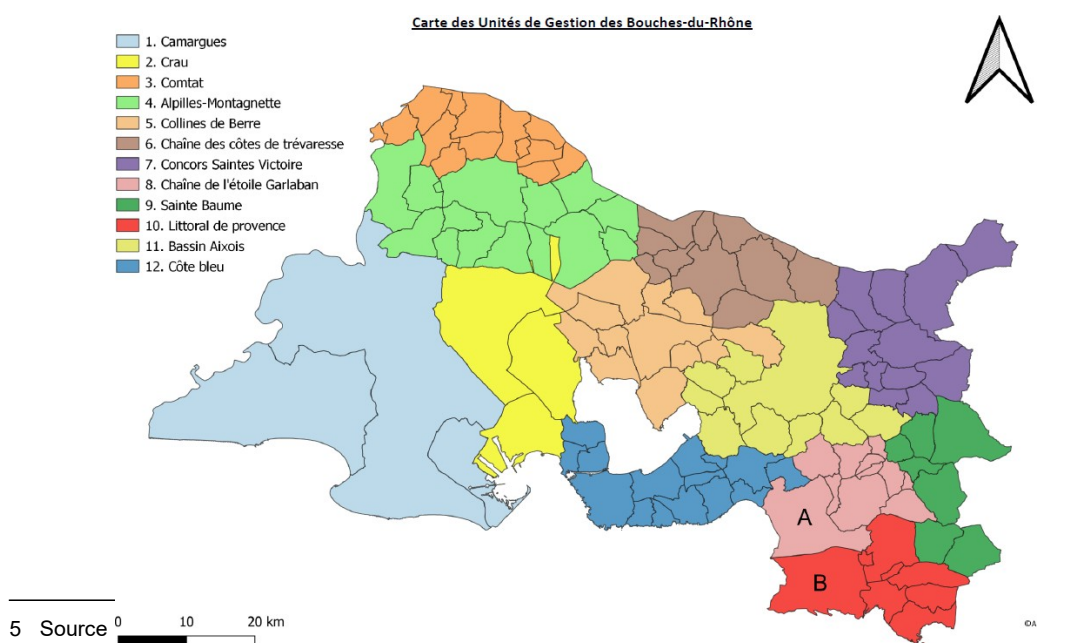 Carte des Unités de Gestion des Bouches-du-Rhône
1. Camargues
2. Crau
3. Comtat
4. Alpilles-Montagnette
5. Collines de Berre
6. Chaîne des côtes de trévaresse
7. Concors Saintes Victoire
8. Chaîne de l'étoile Garlaban
9. Sainte Baume
10. Littoral de provence
11. Bassin Aixois
12. Côte bleu
A
B
5 Source
0 10 20 km
©A